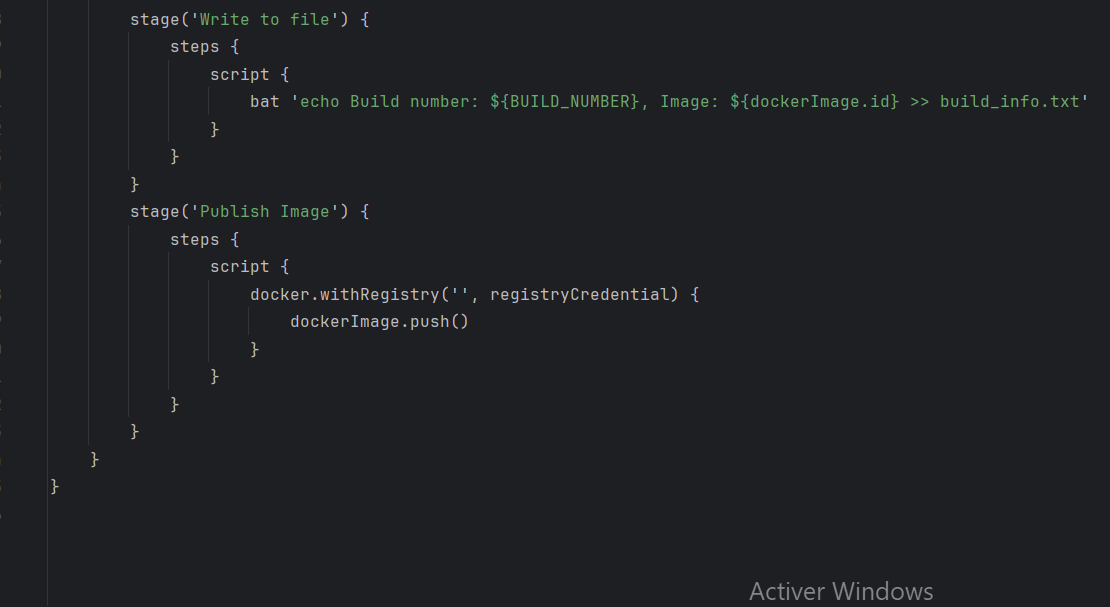 stage('Write to file') {
steps {
script {
bat 'echo Build number: ${BUILD_NUMBER}, Image: ${dockerImage.id} >> build_info.txt'
}
}
}
stage('Publish Image') {
steps {
script {
docker.withRegistry('', registryCredential) {
dockerImage.push()
}
}
}
}
}
}
Activer Windows